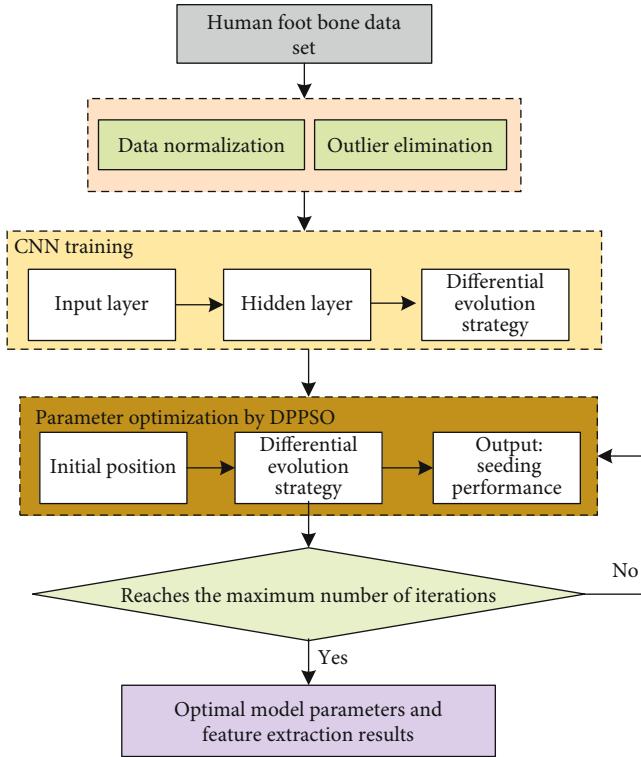 Human foot bone data
set
Data normalization
Outlier elimination
CNN training
Input layer
Hidden layer
Differential
evolution
strategy
Parameter optimization by DPPSO
Initial position
Differential
evolution
strategy
Output:
seeding
performance
Reaches the maximum number of iterations
No
Yes
Optimal model parameters and
feature extraction results